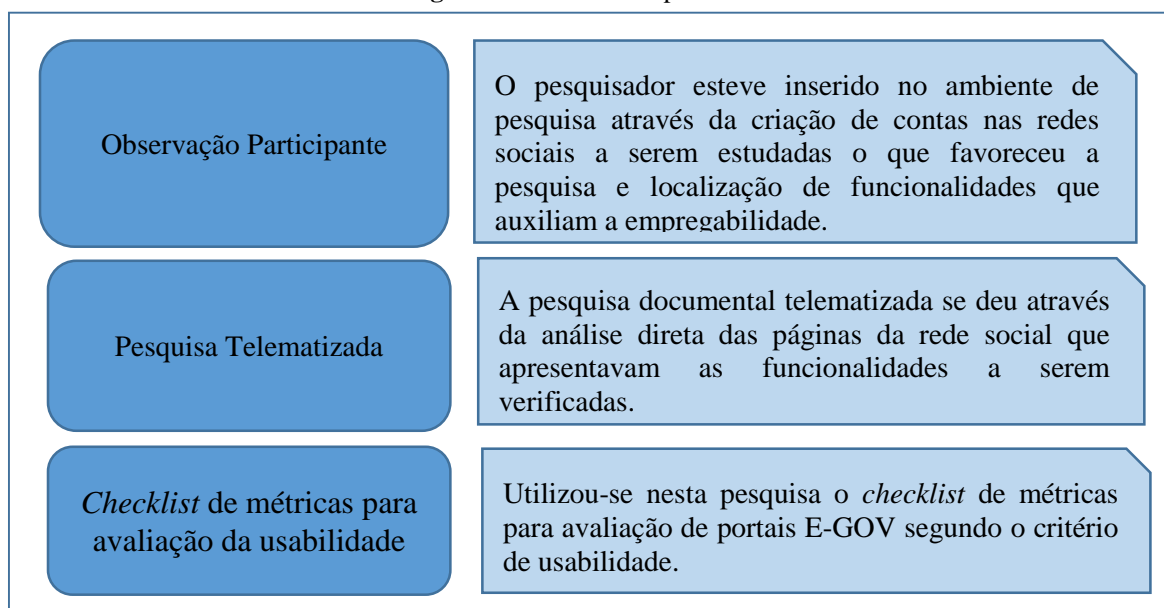 Observação Participante
O pesquisador esteve inserido no ambiente de
pesquisa através da criação de contas nas redes
sociais a serem estudadas o que favoreceu a
pesquisa e localização de funcionalidades que
auxiliam a empregabilidade.
Pesquisa Telematizada
A pesquisa documental telematizada se deu através
da análise direta das páginas da rede social que
apresentavam as funcionalidades a serem
verificadas.
Checklist de métricas para
avaliação da usabilidade
Utilizou-se nesta pesquisa o checklist de métricas
para avaliação de portais E-GOV segundo o critério
de usabilidade.